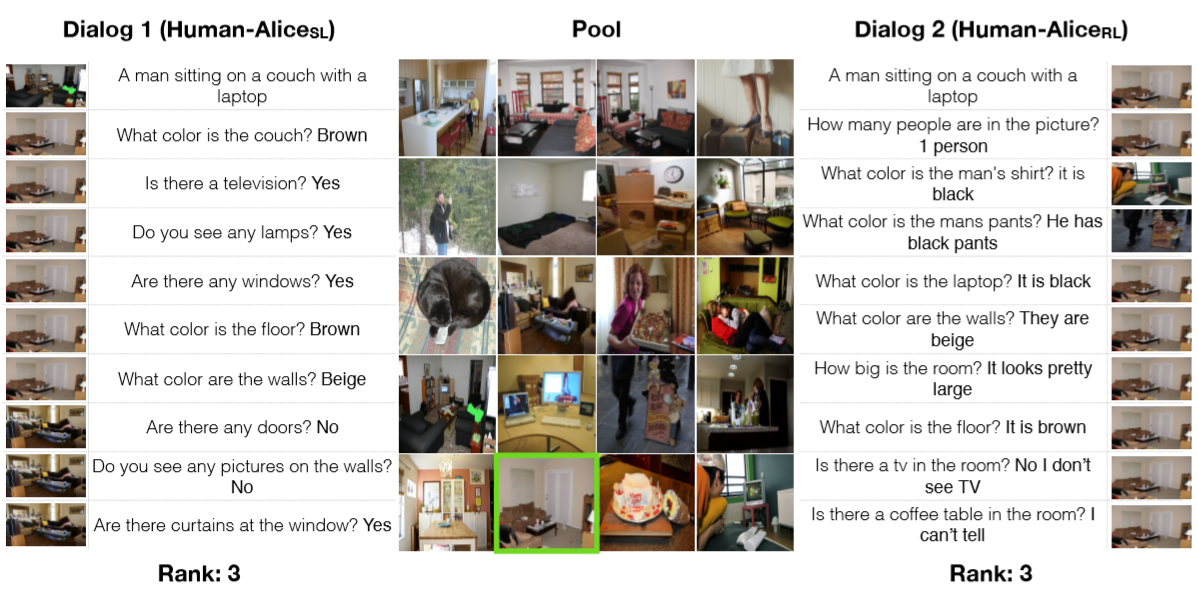 Dialog 1 (Human-AliceSL)
Pool
Dialog 2 (Human-AliceRL)
A man sitting on a couch with a
laptop
What color is the couch? Brown
Is there a television? Yes
Do you see any lamps? Yes
Are there any windows? Yes
What color is the floor? Brown
What color are the walls? Beige
Are there any doors? No
Do you see any pictures on the walls?
No
Are there curtains at the window? Yes
Rank: 3
A man sitting on a couch with a
laptop
How many people are in the picture?
1 person
What color is the man's shirt? it is
black
What color is the mans pants? He has
black pants
What color is the laptop? It is black
What color are the walls? They are
beige
How big is the room? It looks pretty
large
What color is the floor? It is brown
Is there a tv in the room? No I don't
see TV
Is there a coffee table in the room? I
can't tell
Rank: 3